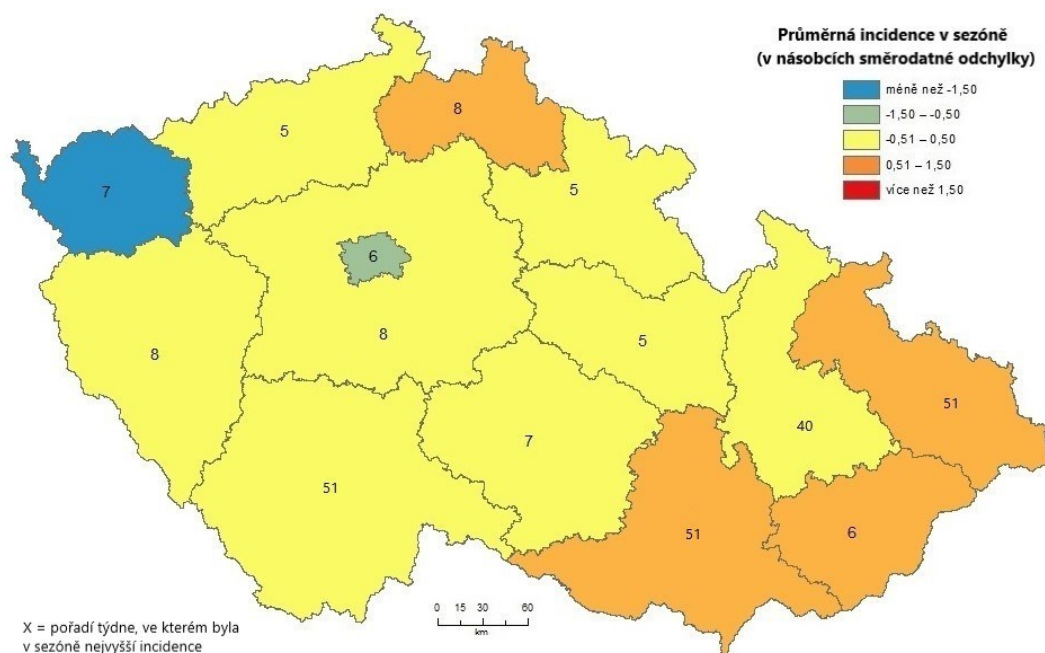 Průměrná incidence v sezóně
(v násobcích směrodatné odchylky)
méně než -1,50
-1,50 – -0,50
-0,51 – 0,50
0,51 – 1,50
více než 1,50
8
5
7
5
6
8
8
5
51
40
7
51
51
6
0 15 30 60
km
X = pořadí týdne, ve kterém byla
v sezóně nejvyšší incidence